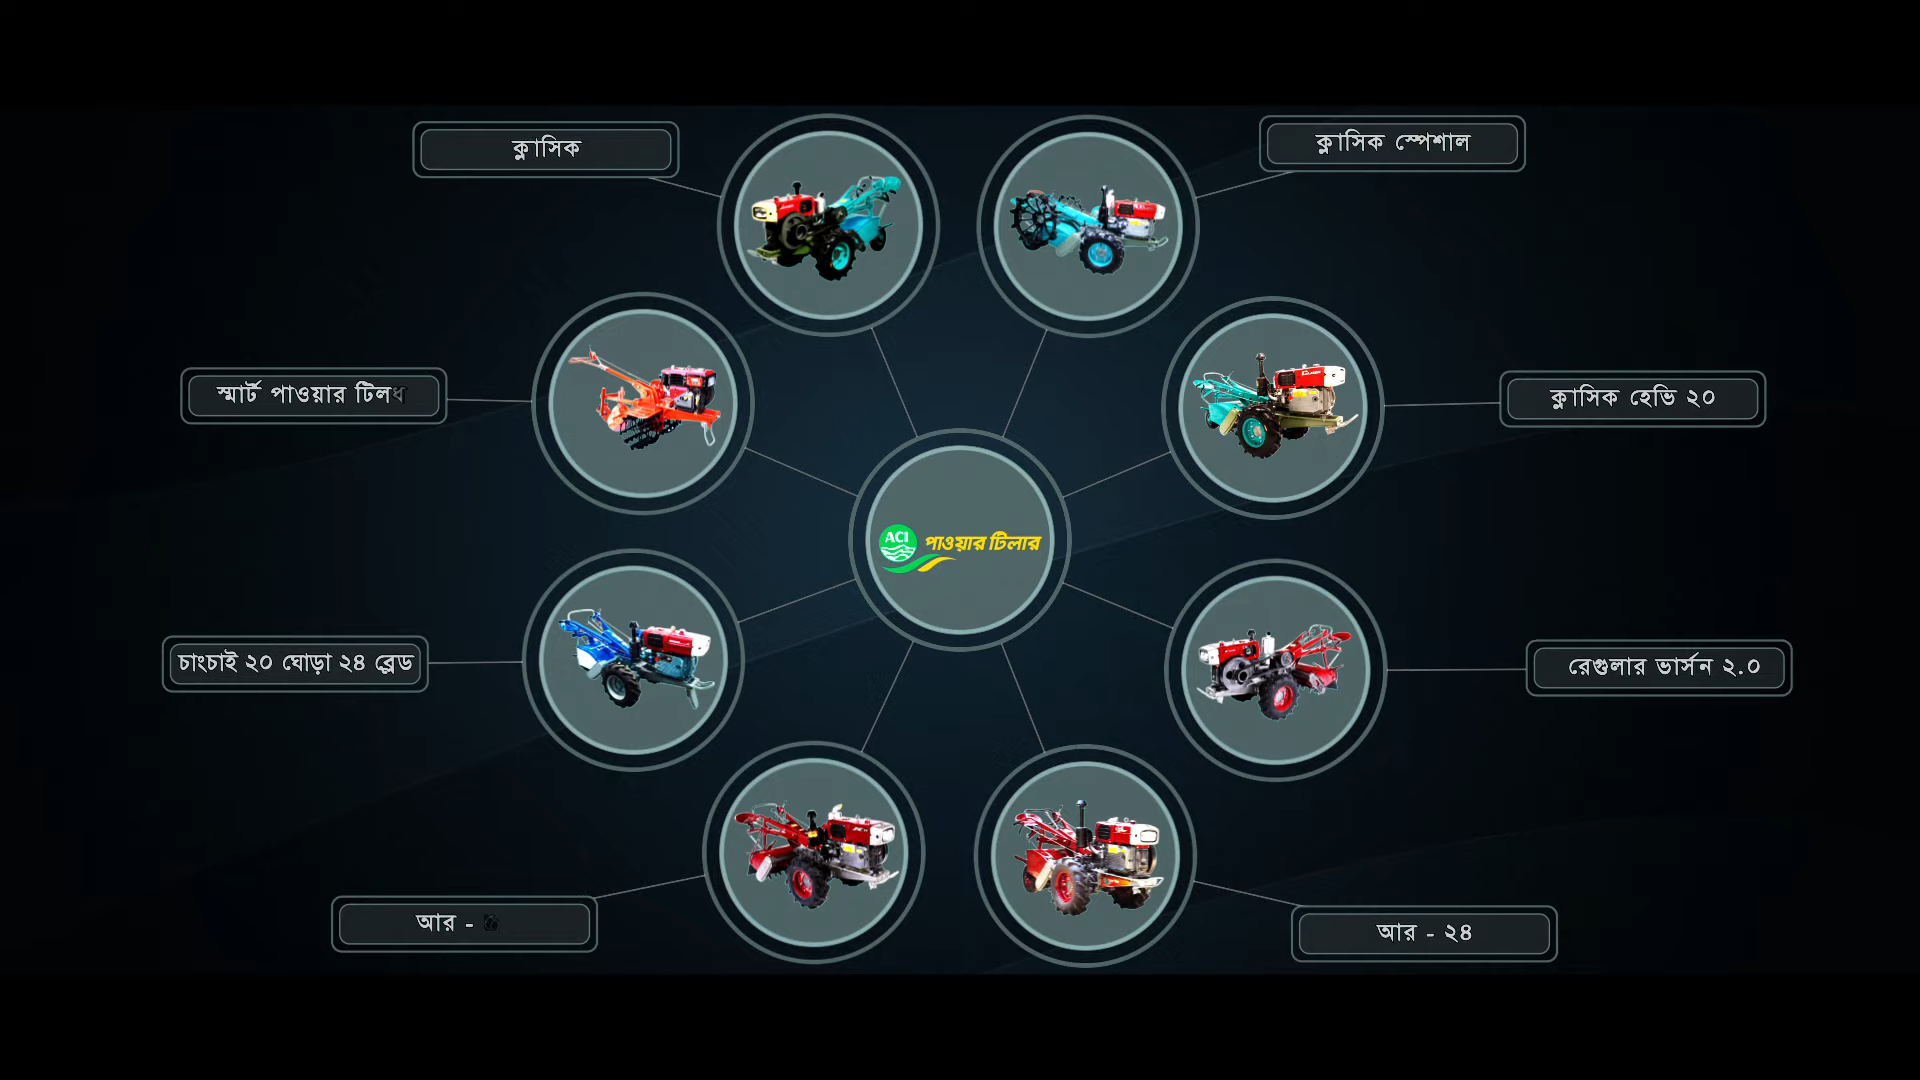 ক্লাসিক
ক্লাসিক স্পেশাল
স্মার্ট পাওয়ার
ক্লাসিক হেভি ২০
ACI পাওয়ার টিলার
চাংচাই ২০ ঘোড়া ২৪ ব্লেড
রেগুলার ভার্সন ২.০
আর -
আর - ২৪